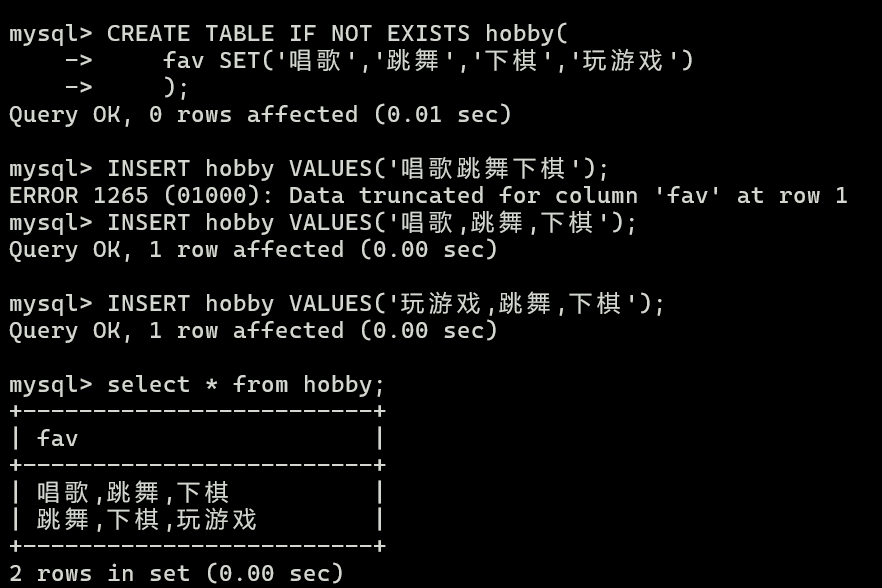 mysql> CREATE TABLE IF NOT EXISTS hobby(
    ->     fav SET('唱歌','跳舞','下棋','玩游戏')
    ->     );
Query OK, 0 rows affected (0.01 sec)

mysql> INSERT hobby VALUES('唱歌跳舞下棋');
ERROR 1265 (01000): Data truncated for column 'fav' at row 1
mysql> INSERT hobby VALUES('唱歌,跳舞,下棋');
Query OK, 1 row affected (0.00 sec)

mysql> INSERT hobby VALUES('玩游戏,跳舞,下棋');
Query OK, 1 row affected (0.00 sec)

mysql> select * from hobby;
+-------------------------+
| fav                     |
+-------------------------+
| 唱歌,跳舞,下棋          |
| 跳舞,下棋,玩游戏        |
+-------------------------+
2 rows in set (0.00 sec)